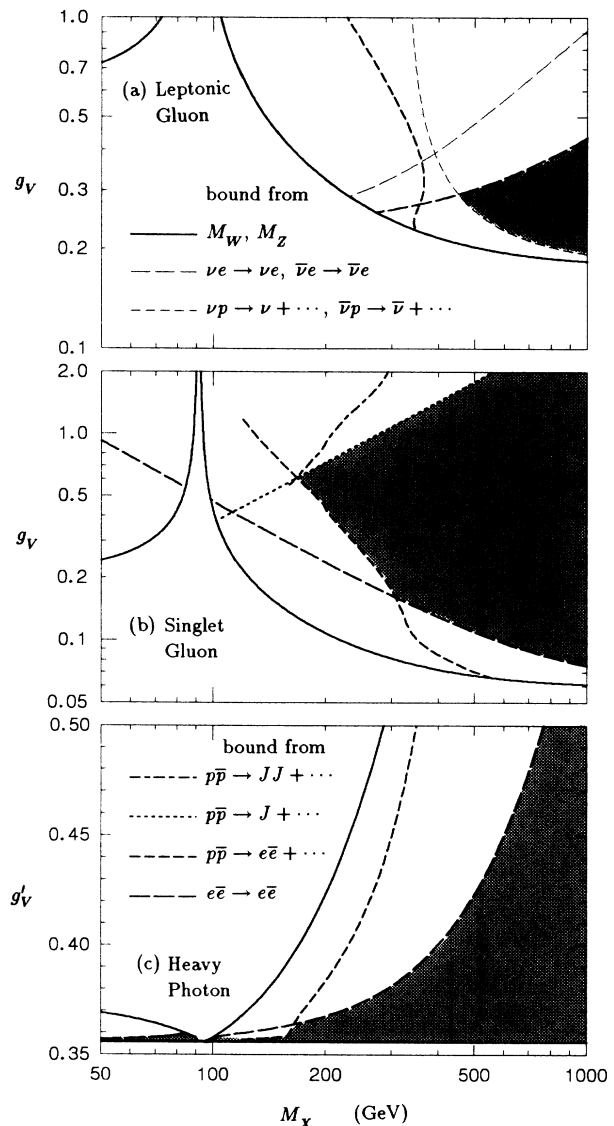 1.0
0.7
(a) Leptonic
Gluon
0.5
g_V
0.3
bound from
M_W, M_Z
0.2
νe → νe, ν̅e → ν̅e
νp → ν + ···, ν̅p → ν̅ + ···
0.1
2.0
1.0
0.5
g_V
0.2
(b) Singlet
Gluon
0.1
0.05
0.50
bound from
pp̅ → JJ + ···
0.45
pp̅ → J + ···
pp̅ → ee̅ + ···
g'_V
ee̅ → ee̅
0.40
(c) Heavy
Photon
0.35
50 100 200 500 1000
M_X (GeV)